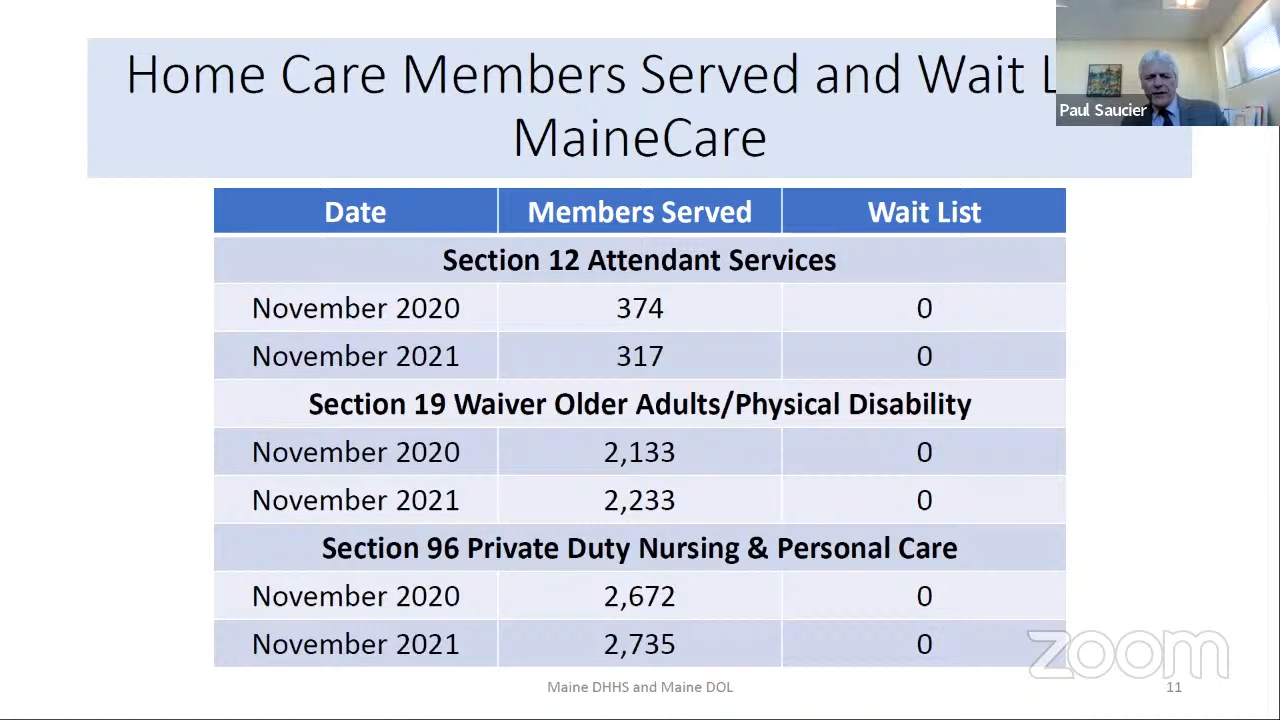 Home Care Members Served and Wait L
MaineCare
Paul Saucier
Date Members Served Wait List
Section 12 Attendant Services
November 2020 374 0
November 2021 317 0
Section 19 Waiver Older Adults/Physical Disability
November 2020 2,133 0
November 2021 2,233 0
Section 96 Private Duty Nursing & Personal Care
November 2020 2,672 0
November 2021 2,735 0
zoom
Maine DHHS and Maine DOL 11